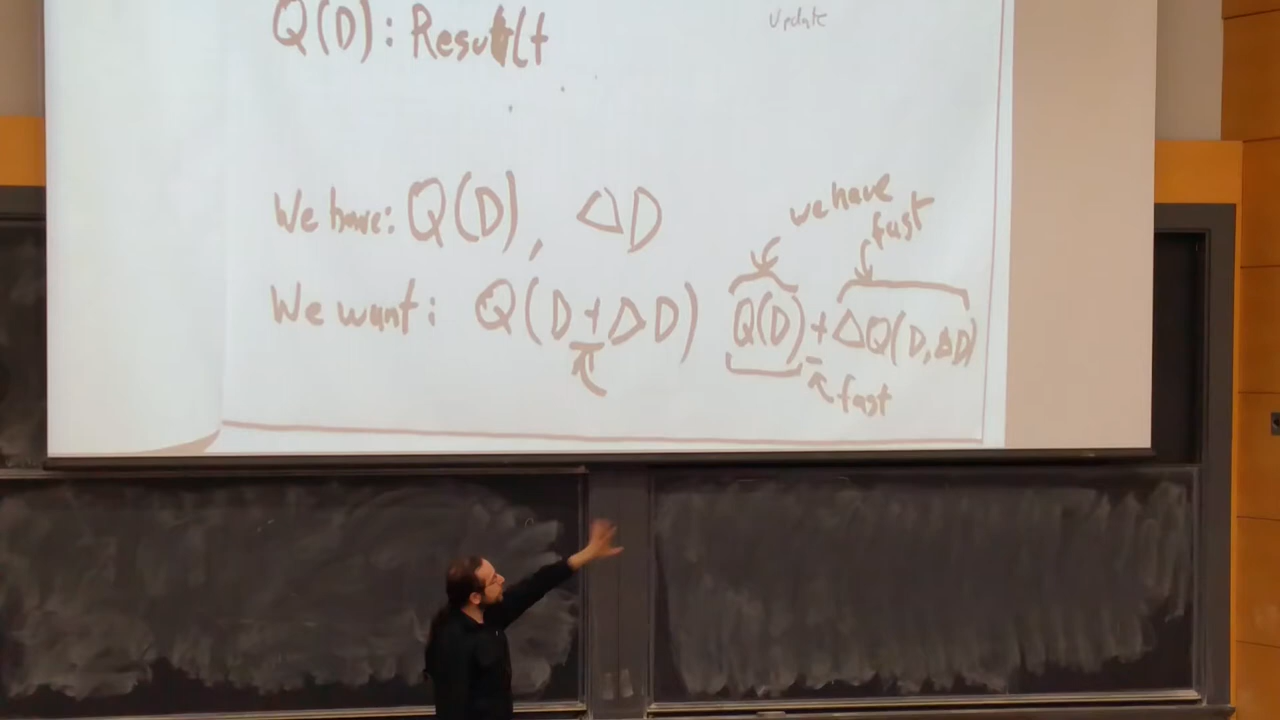 Q(D): Result
Update
We have: Q(D), ΔD
we have
fast
We want: Q(D+ΔD) Q(D)+ΔQ(D,ΔD)
fast